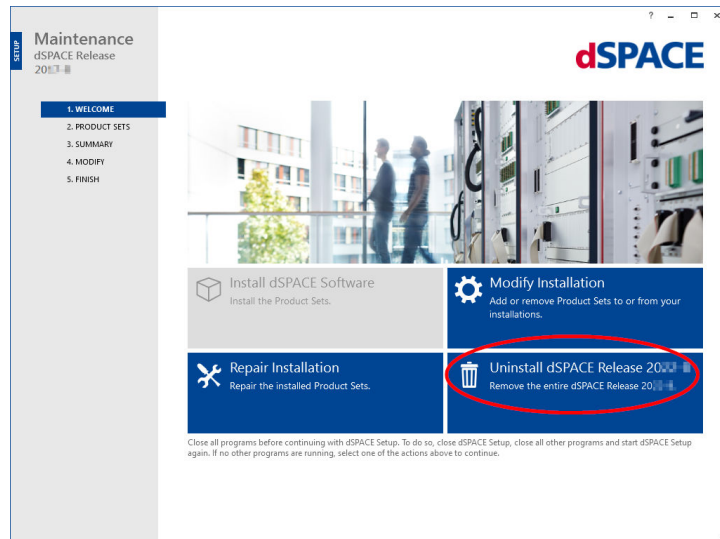 ?
SETUP
Maintenance
dSPACE Release
20
dSPACE
1. WELCOME
2. PRODUCT SETS
3. SUMMARY
4. MODIFY
5. FINISH
Install dSPACE Software
Install the Product Sets.
Modify Installation
Add or remove Product Sets to or from your
installations.
Repair Installation
Repair the installed Product Sets.
Uninstall dSPACE Release 20
Remove the entire dSPACE Release 20
Close all programs before continuing with dSPACE Setup. To do so, close dSPACE Setup, close all other programs and start dSPACE Setup
again. If no other programs are running, select one of the actions above to continue.